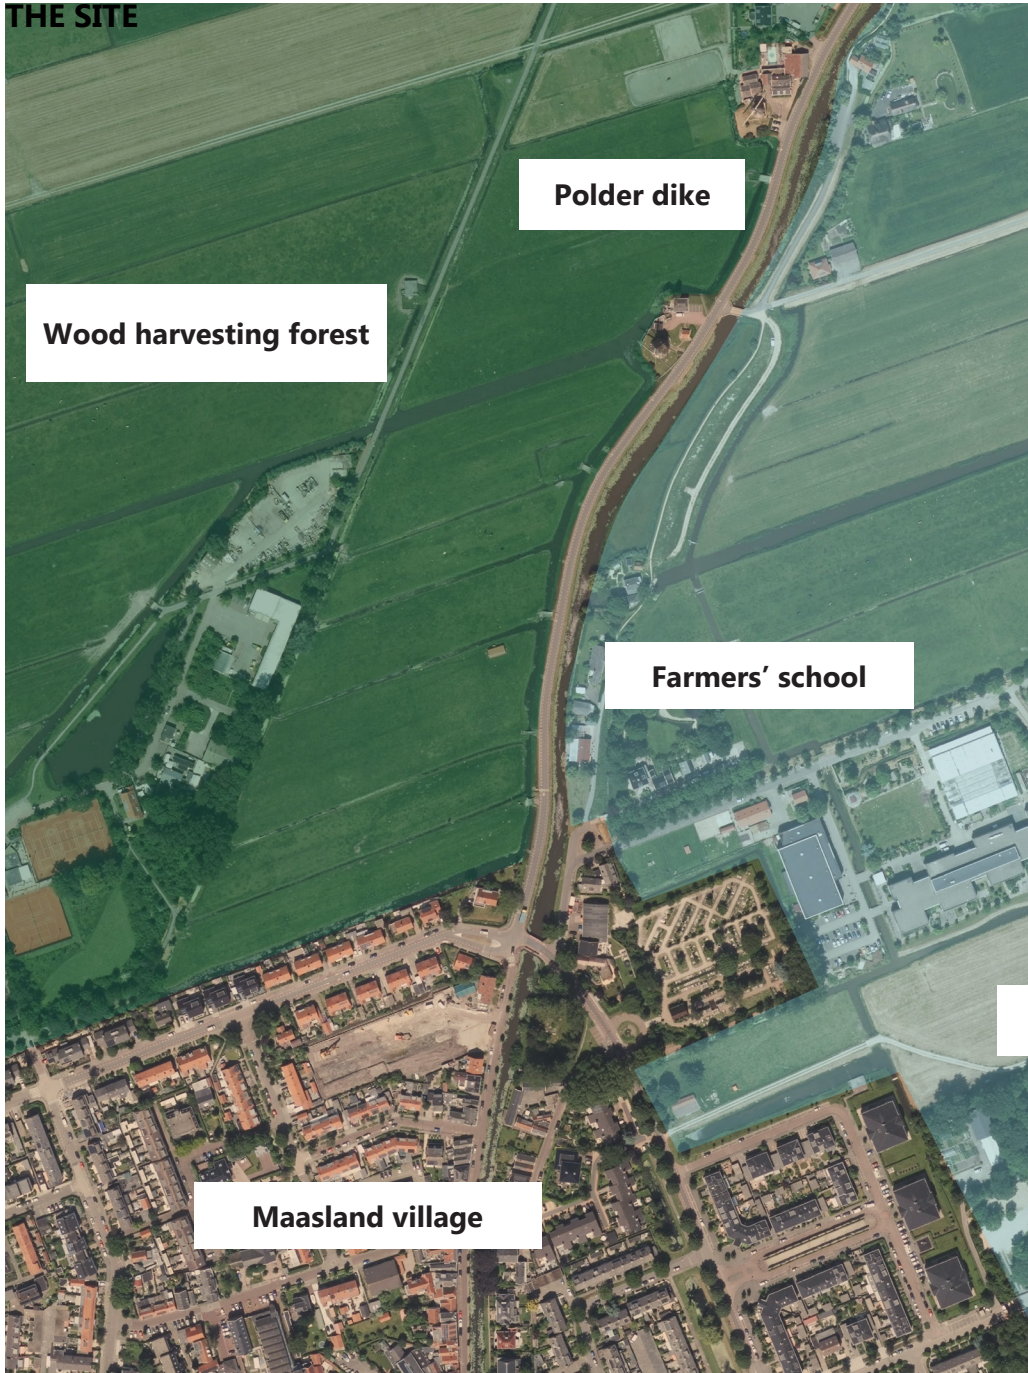 THE SITE
Polder dike
Wood harvesting forest
Farmers’ school
Maasland village